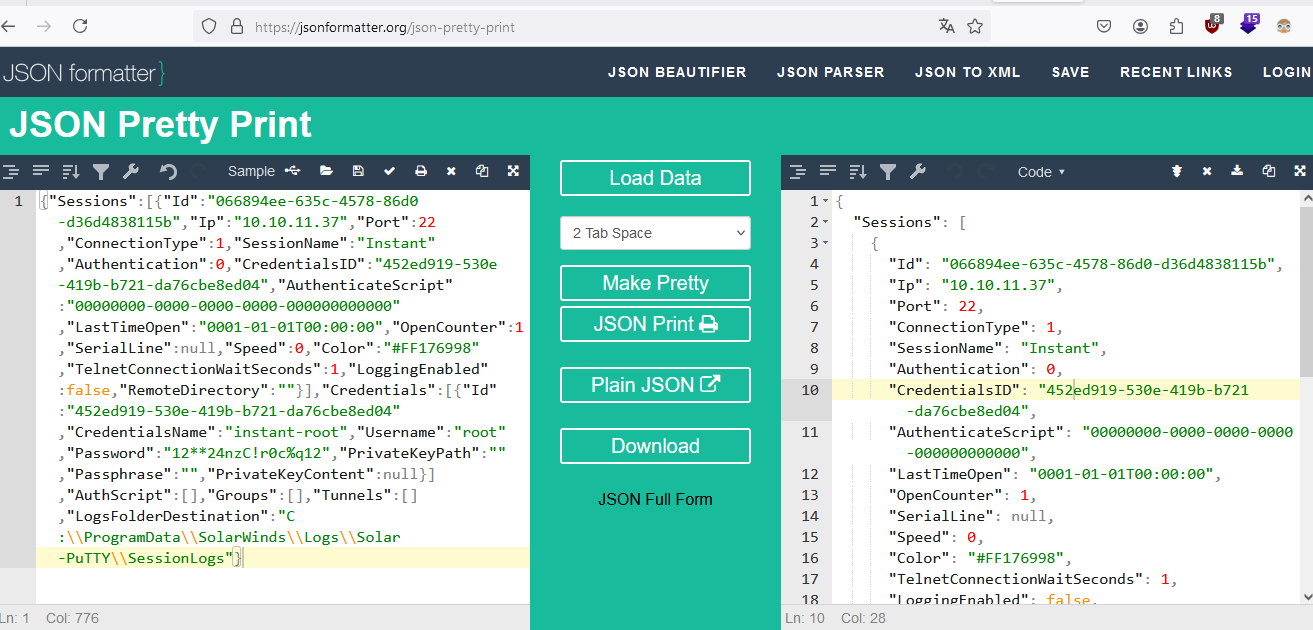 https://jsonformatter.org/json-pretty-print
8
15
JSON formatter}
JSON BEAUTIFIER
JSON PARSER
JSON TO XML
SAVE
RECENT LINKS
LOGIN
JSON Pretty Print
Sample
1
{"Sessions":[{"Id":"066894ee-635c-4578-86d0
-d36d4838115b","Ip":"10.10.11.37","Port":22
,"ConnectionType":1,"SessionName":"Instant"
,"Authentication":0,"CredentialsID":"452ed919-530e
-419b-b721-da76cbe8ed04","AuthenticateScript"
:"00000000-0000-0000-0000-000000000000"
,"LastTimeOpen":"0001-01-01T00:00:00","OpenCounter":1
,"SerialLine":null,"Speed":0,"Color":"#FF176998"
,"TelnetConnectionWaitSeconds":1,"LoggingEnabled"
:false,"RemoteDirectory":""}],"Credentials":[{"Id"
:"452ed919-530e-419b-b721-da76cbe8ed04"
,"CredentialsName":"instant-root","Username":"root"
,"Password":"12**24nzC!r0c%q12","PrivateKeyPath":""
,"Passphrase":"","PrivateKeyContent":null}]
,"AuthScript":[],"Groups":[],"Tunnels":[]
,"LogsFolderDestination":"C
:\\ProgramData\\SolarWinds\\Logs\\Solar
-PuTTY\\SessionLogs"}
Ln: 1 Col: 776
Load Data
2 Tab Space
Make Pretty
JSON Print
Plain JSON
Download
JSON Full Form
Code
1 {
2 "Sessions": [
3 {
4 "Id": "066894ee-635c-4578-86d0-d36d4838115b",
5 "Ip": "10.10.11.37",
6 "Port": 22,
7 "ConnectionType": 1,
8 "SessionName": "Instant",
9 "Authentication": 0,
10 "CredentialsID": "452ed919-530e-419b-b721
-da76cbe8ed04",
11 "AuthenticateScript": "00000000-0000-0000-0000
-000000000000",
12 "LastTimeOpen": "0001-01-01T00:00:00",
13 "OpenCounter": 1,
14 "SerialLine": null,
15 "Speed": 0,
16 "Color": "#FF176998",
17 "TelnetConnectionWaitSeconds": 1,
18 "LoggingEnabled": false,
Ln: 10 Col: 28